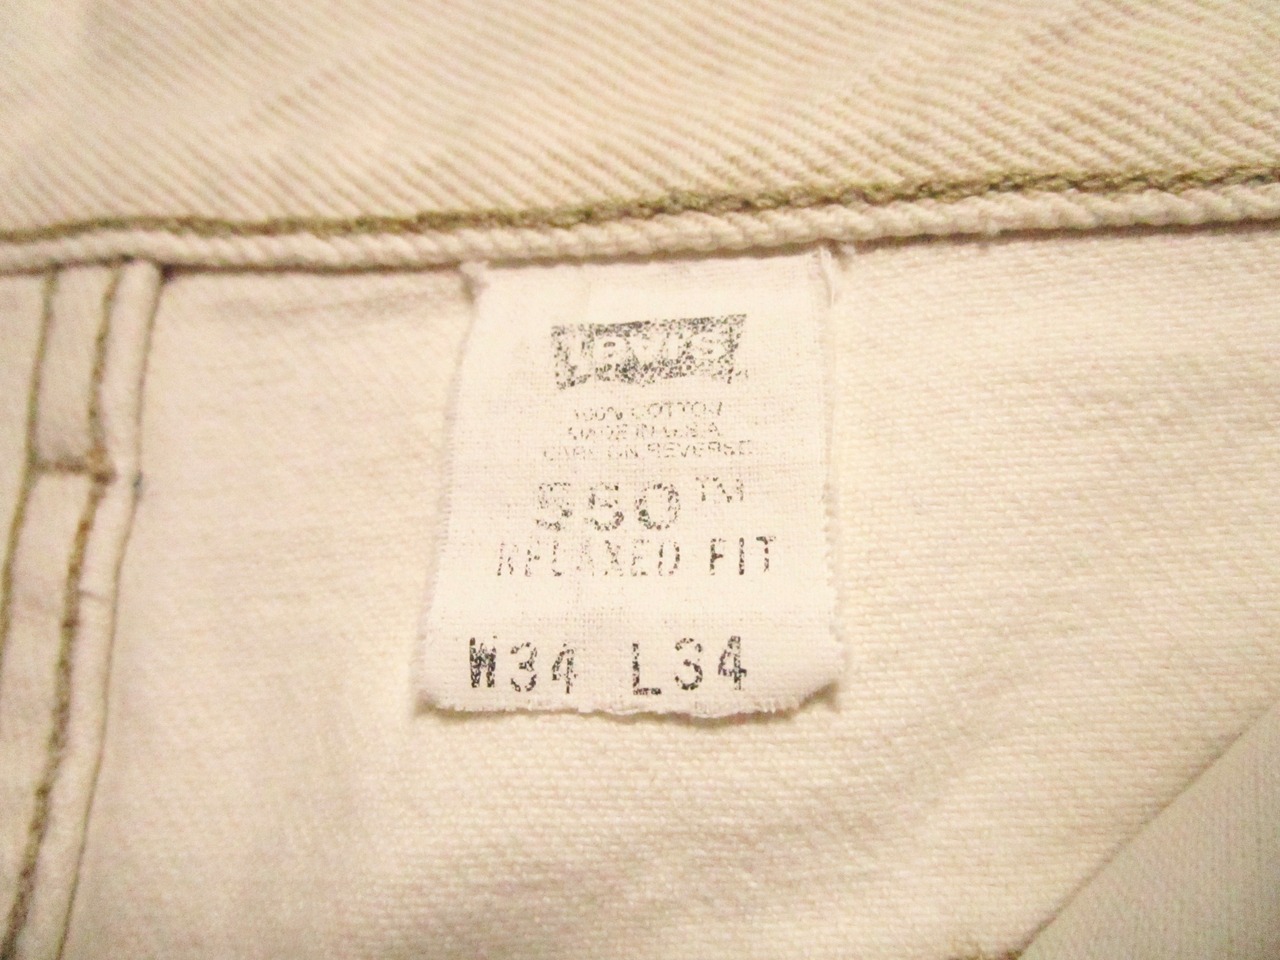 Levi's
100% COTTON
MADE IN U.S.A.
CARE ON REVERSE
550™
RELAXED FIT
W34 L34